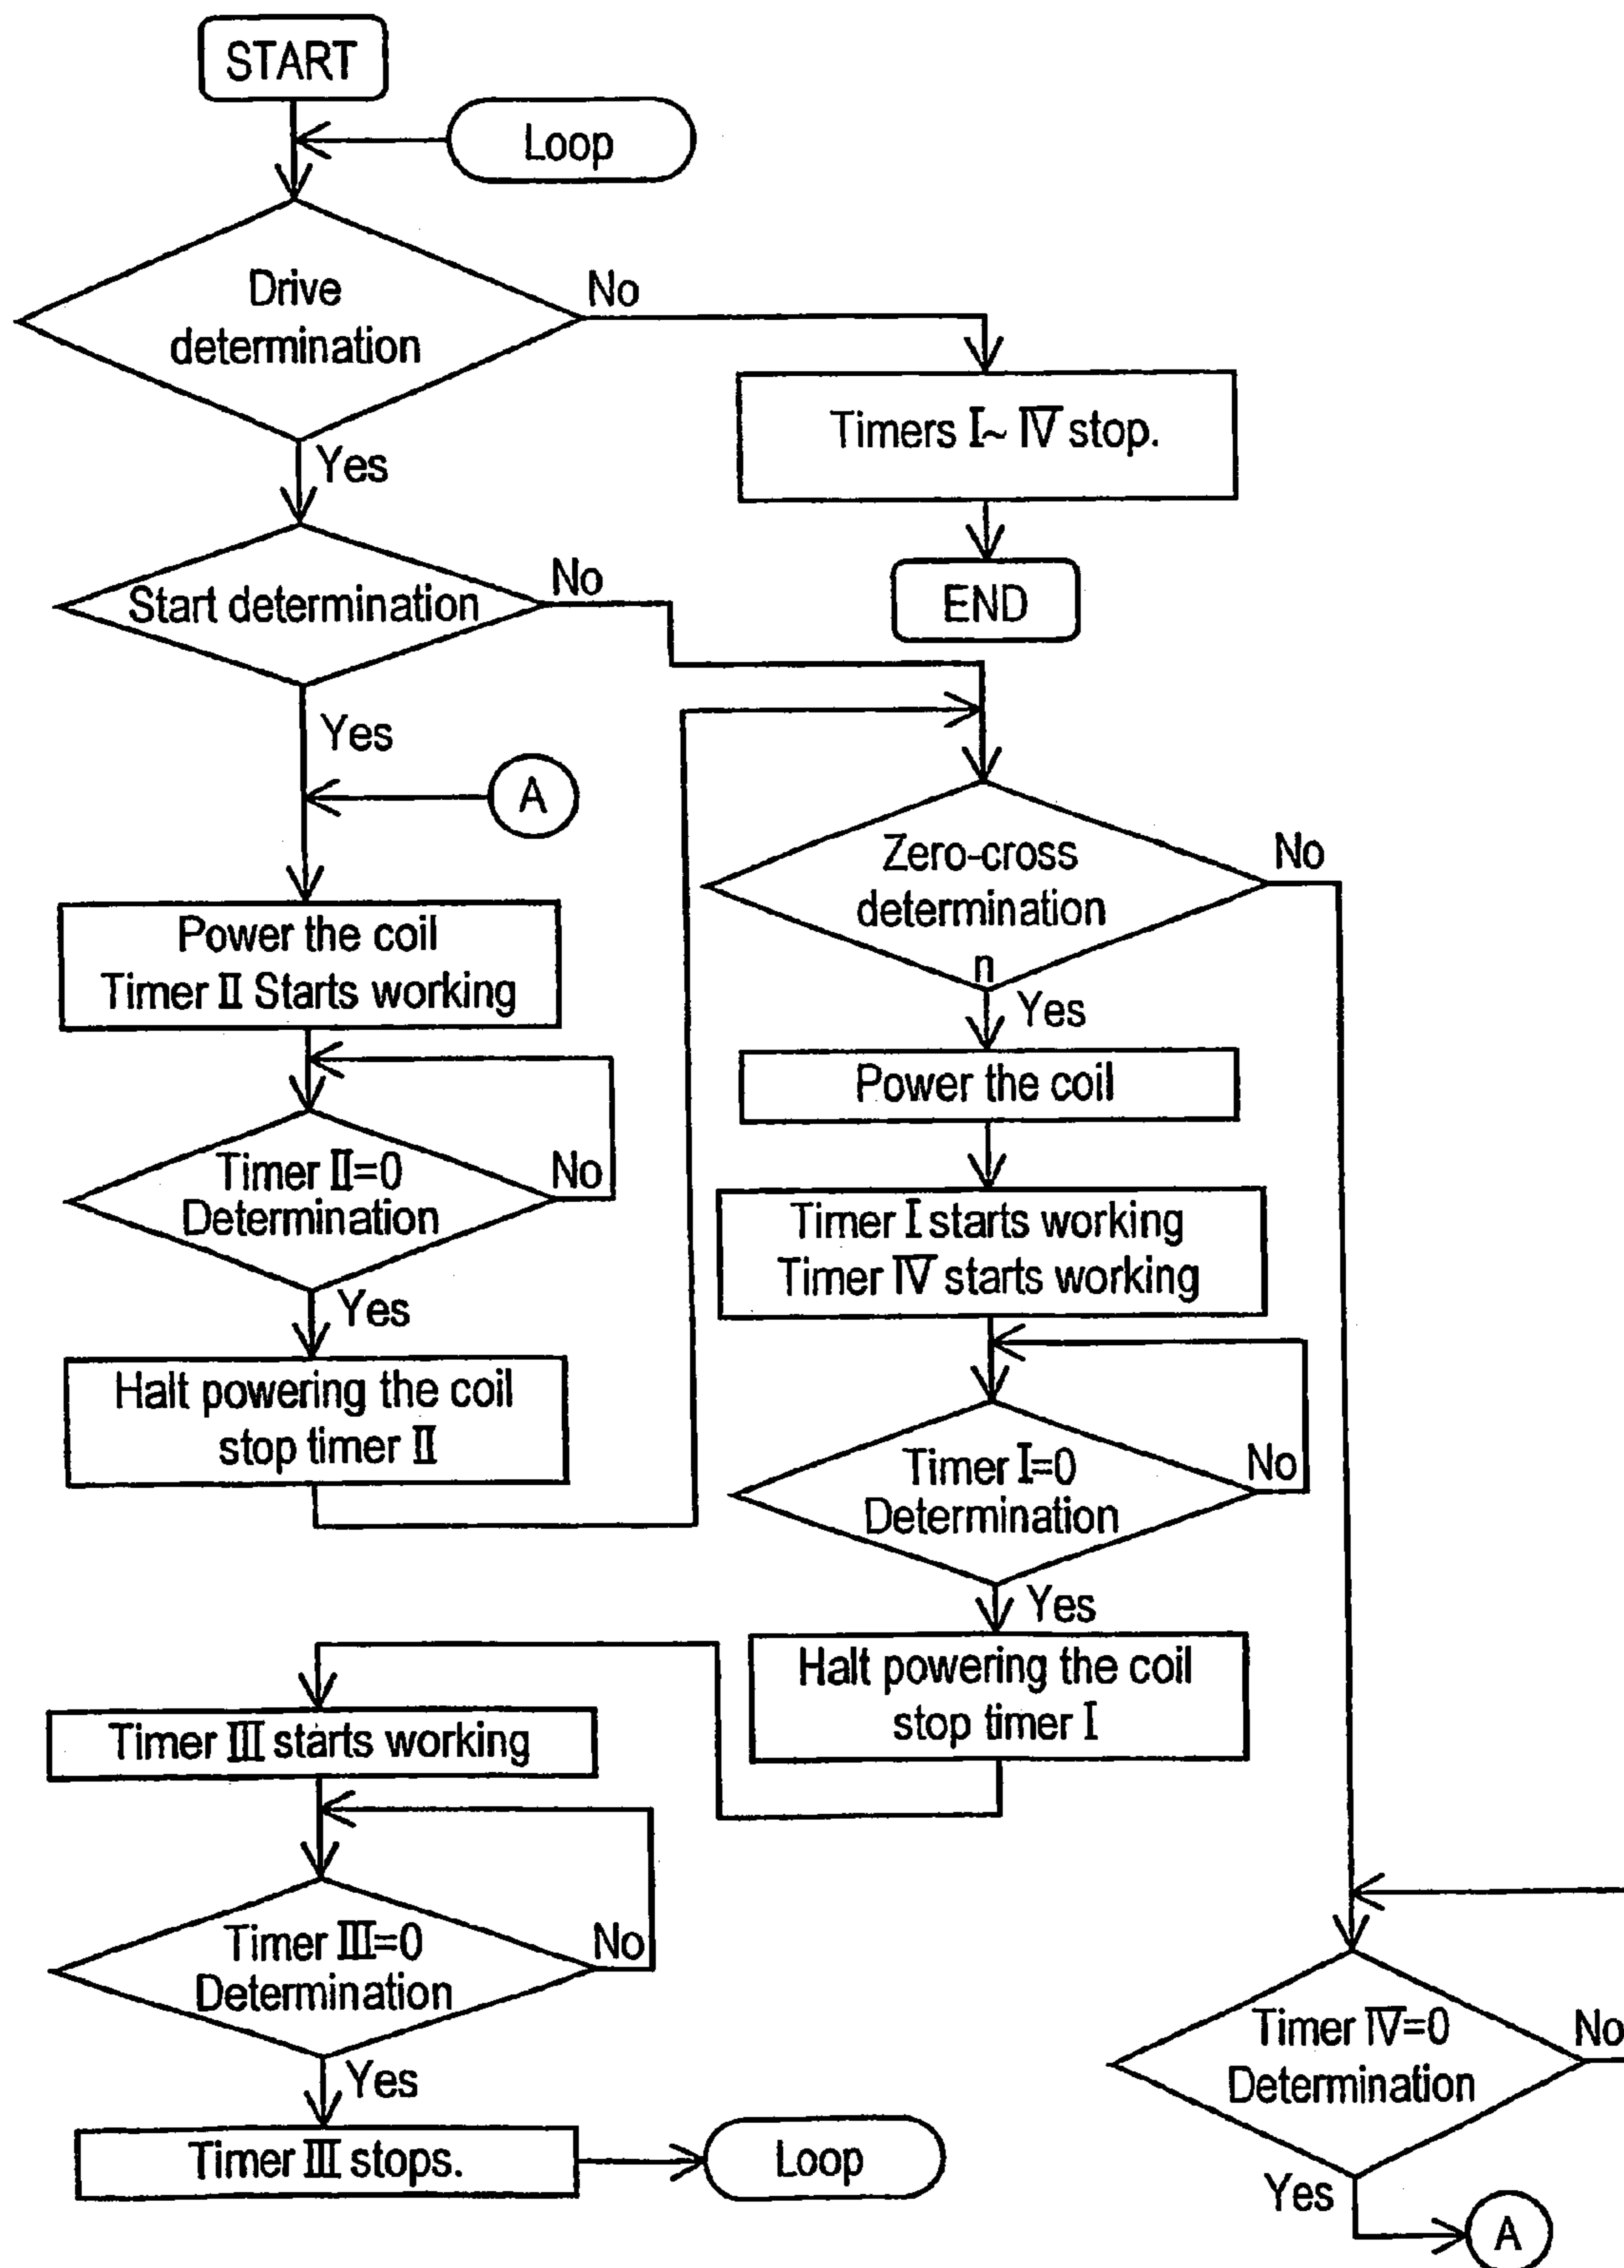 START
Loop
Drive
determination
No
Timers I~ IV stop.
END
Yes
Start determination
No
Yes
A
Power the coil
Timer II Starts working
Timer II=0
Determination
No
Yes
Halt powering the coil
stop timer II
Zero-cross
determination
n
No
Yes
Power the coil
Timer I starts working
Timer IV starts working
Timer I=0
Determination
No
Yes
Halt powering the coil
stop timer I
Timer III starts working
Timer III=0
Determination
No
Yes
Timer III stops.
Loop
Timer IV=0
Determination
No
Yes
A